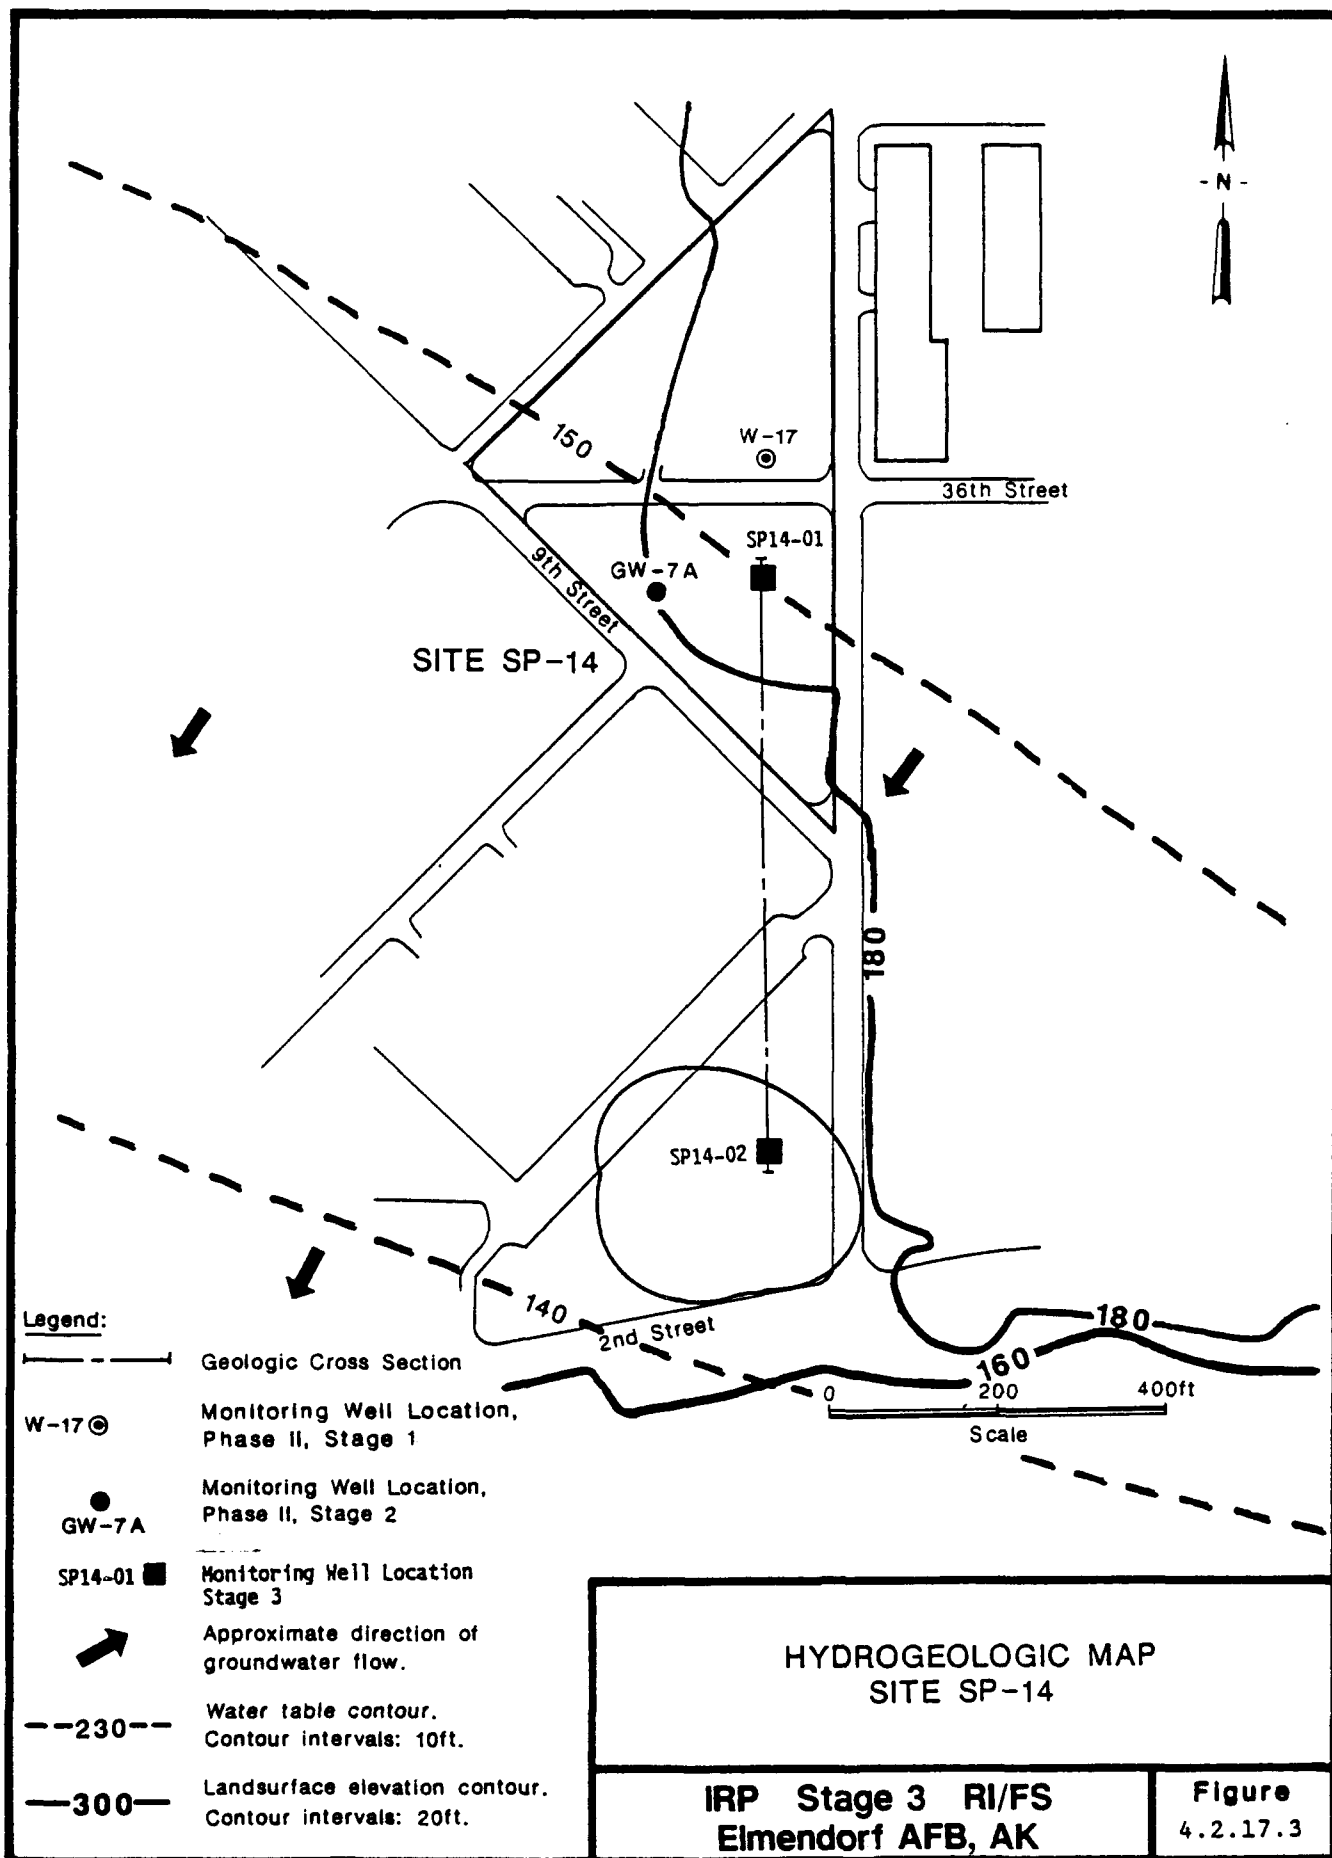 - N -
150
W-17
36th Street
SP14-01
GW-7A
9th Street
SITE SP-14
180
SP14-02
140
2nd Street
180
160
0 200 400ft
Scale
Legend:
Geologic Cross Section
W-17 Monitoring Well Location,
Phase II, Stage 1
Monitoring Well Location,
GW-7A Phase II, Stage 2
SP14-01 Monitoring Well Location
Stage 3
Approximate direction of
groundwater flow.
Water table contour.
230
Contour intervals: 10ft.
Landsurface elevation contour.
300
Contour intervals: 20ft.
HYDROGEOLOGIC MAP
SITE SP-14
IRP Stage 3 RI/FS
Elmendorf AFB, AK
Figure
4.2.17.3